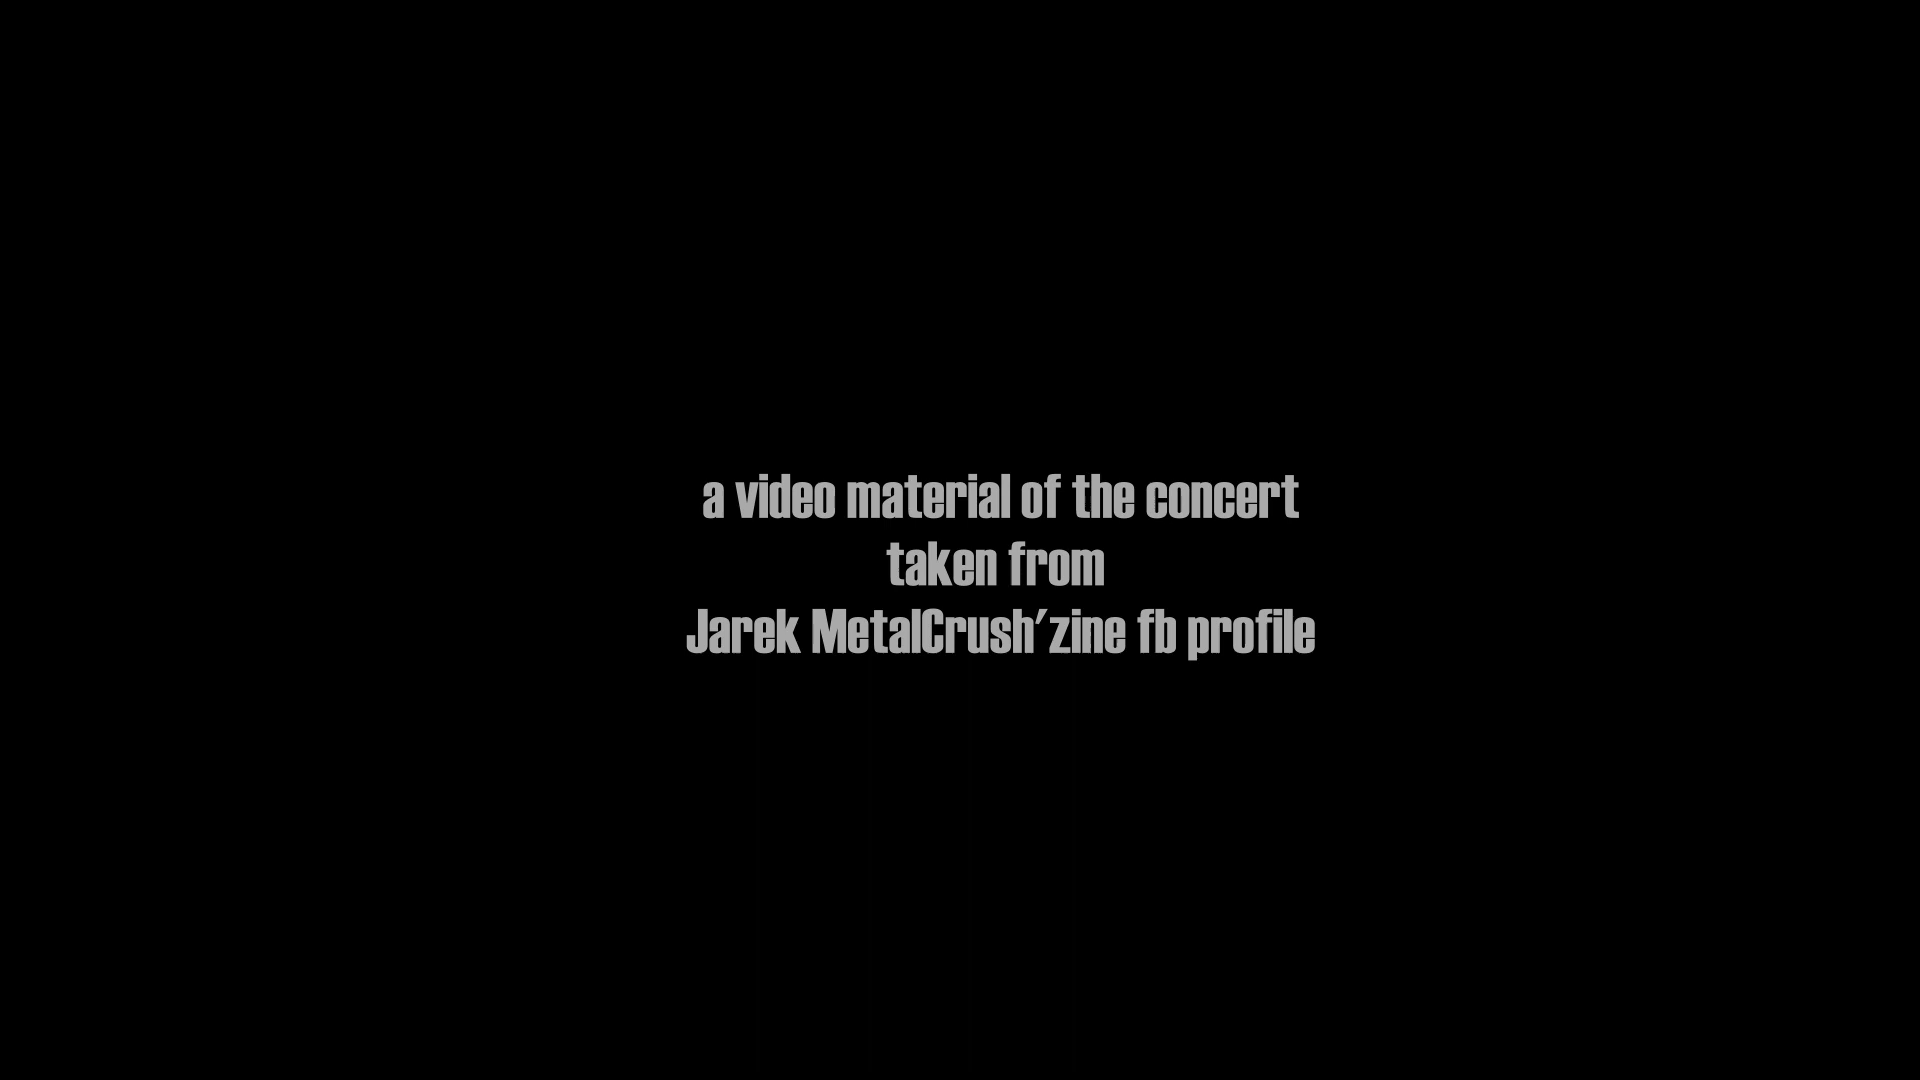 a video material of the concert
taken from
Jarek MetalCrush'zine fb profile